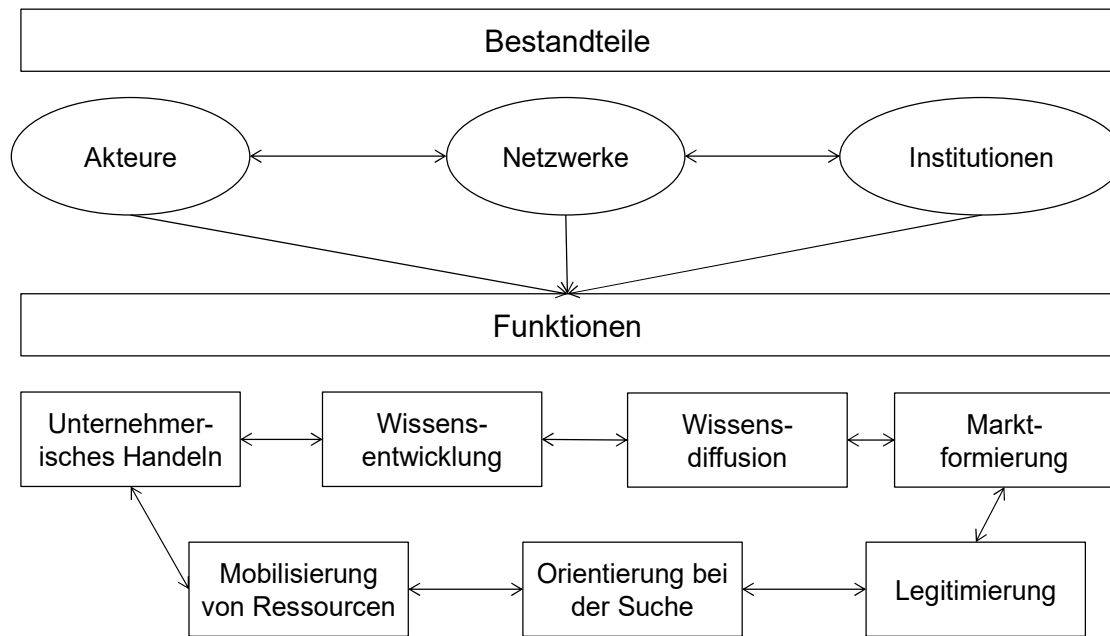 Bestandteile
Akteure
Netzwerke
Institutionen
Funktionen
Unternehmer-
isches Handeln
Wissens-
entwicklung
Wissens-
diffusion
Markt-
formierung
Mobilisierung
von Ressourcen
Orientierung bei
der Suche
Legitimierung